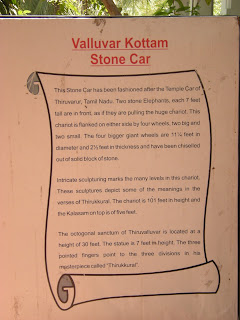 Valluvar Kottam
Stone Car
This Stone Car has been fashioned after the Temple Car of
Thiruvarur, Tamil Nadu. Two stone Elephants, each 7 feet
tall are in front, as if they are pulling the huge chariot. This
chariot is flanked on either side by four wheels, two big and
two small. The four bigger giant wheels are 11¼ feet in
diameter and 2½ feet in thickness and have been chiselled
out of solid block of stone.
Intricate sculpturing marks the many levels in this chariot.
These sculptures depict some of the meanings in the
verses of Thirukkural. The chariot is 101 feet in height and
the Kalasam on top is of five feet.
The octogonal sanctum of Thiruvalluver is located at a
height of 30 feet. The statue is 7 feet in height. The three
pointed fingers point to the three divisions in his
masterpiece called "Thirukkural".